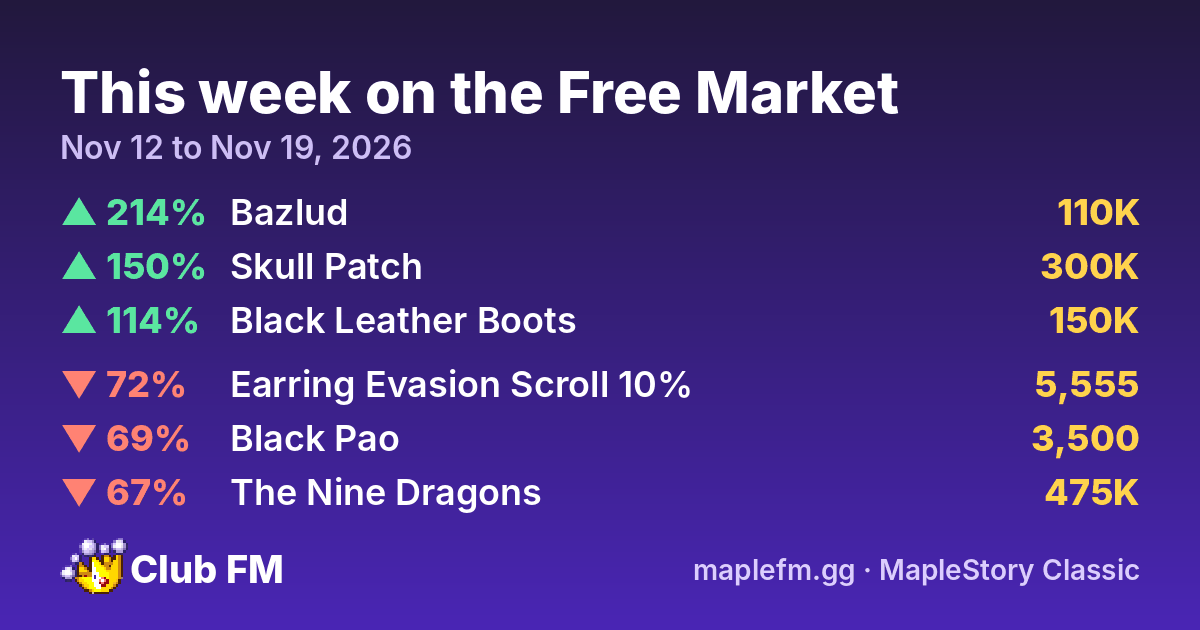 This week on the Free Market
Nov 12 to Nov 19, 2026
▲ 214% Bazlud 110K
▲ 150% Skull Patch 300K
▲ 114% Black Leather Boots 150K
▼ 72% Earring Evasion Scroll 10% 5,555
▼ 69% Black Pao 3,500
▼ 67% The Nine Dragons 475K
Club FM maplefm.gg · MapleStory Classic